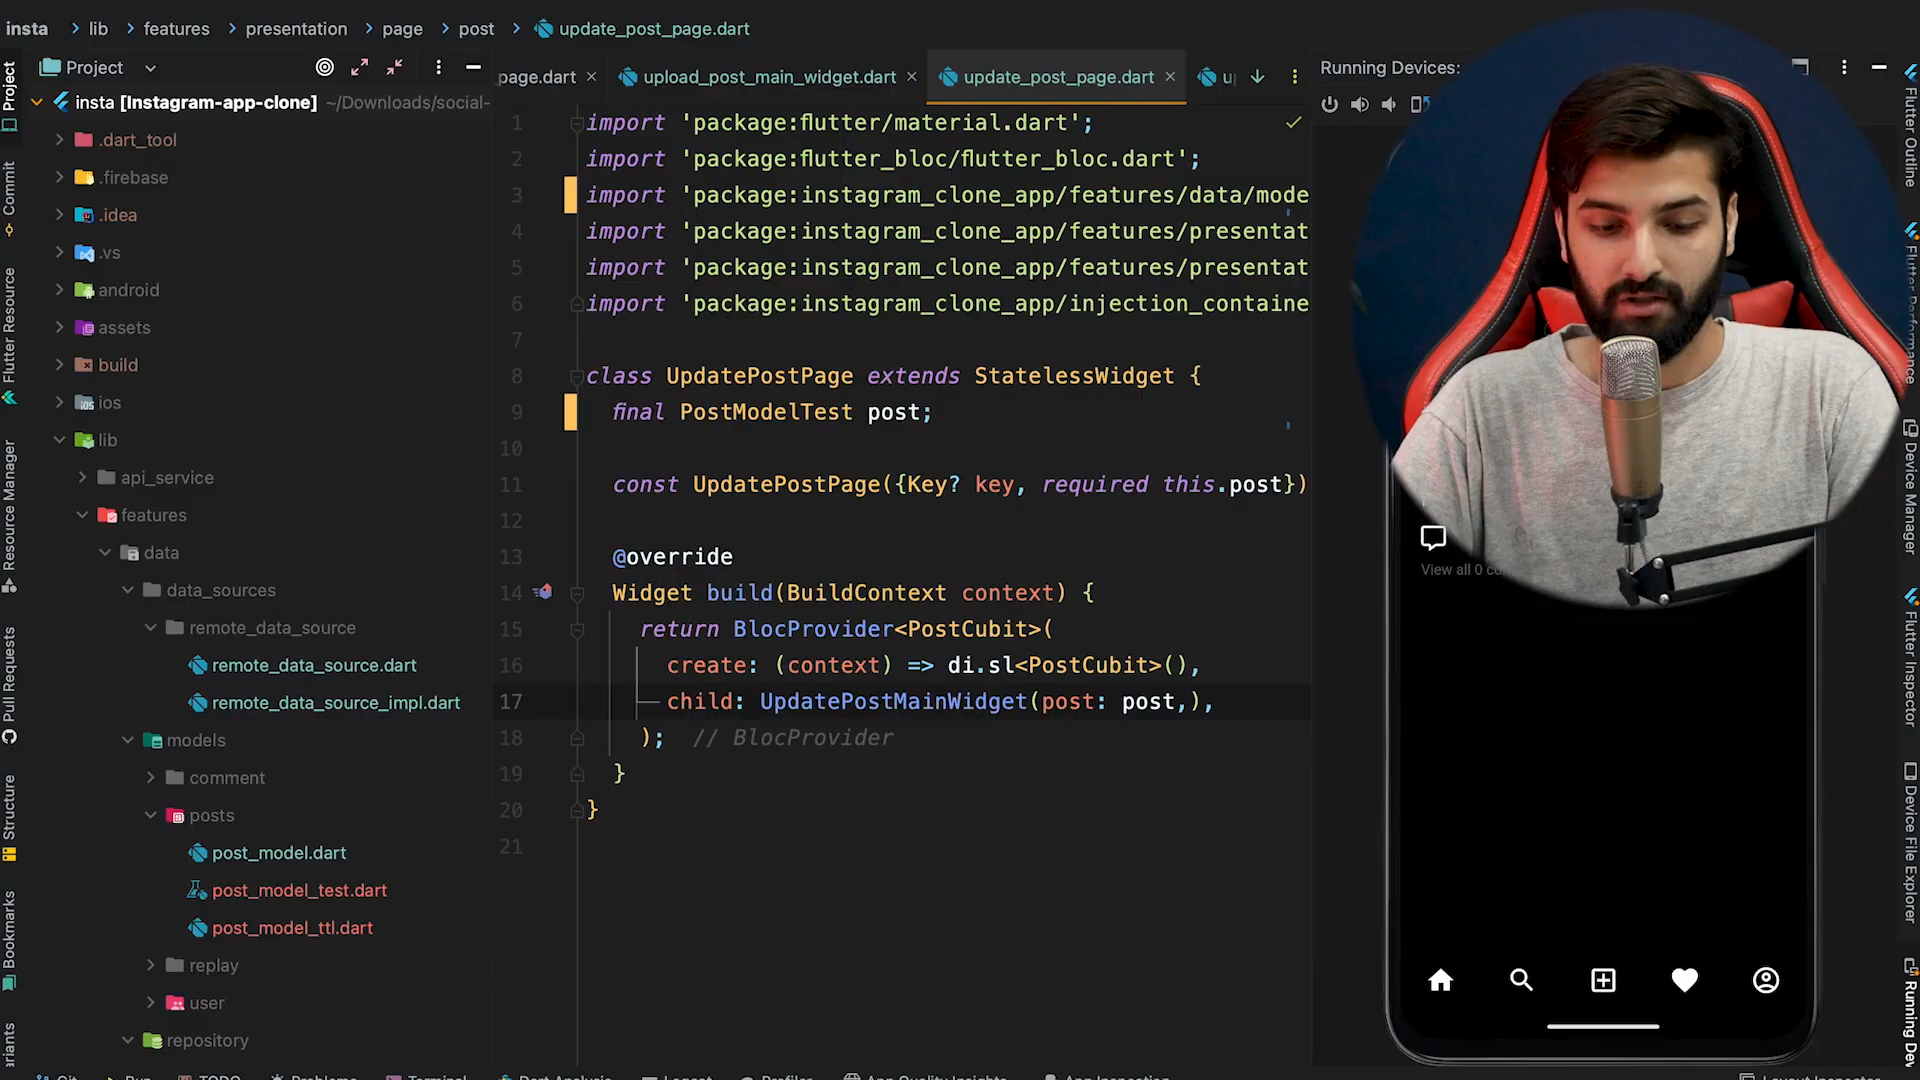 insta > lib > features > presentation > page > post > update_post_page.dart
Project
insta [Instagram-app-clone] ~/Downloads/social-
.dart_tool
.firebase
.idea
.vs
android
assets
build
ios
lib
api_service
features
data
data_sources
remote_data_source
remote_data_source.dart
remote_data_source_impl.dart
models
comment
posts
post_model.dart
post_model_test.dart
post_model_ttl.dart
replay
user
repository
Project
Commit
Flutter Resource
Resource Manager
Pull Requests
Structure
Bookmarks
page.dart upload_post_main_widget.dart update_post_page.dart
1 import 'package:flutter/material.dart';
2 import 'package:flutter_bloc/flutter_bloc.dart';
3 import 'package:instagram_clone_app/features/data/mode
4 import 'package:instagram_clone_app/features/presentat
5 import 'package:instagram_clone_app/features/presentat
6 import 'package:instagram_clone_app/injection_containe
7
8 class UpdatePostPage extends StatelessWidget {
9 final PostModelTest post;
10
11 const UpdatePostPage({Key? key, required this.post})
12
13 @override
14 Widget build(BuildContext context) {
15 return BlocProvider<PostCubit>(
16 create: (context) => di.sl<PostCubit>(),
17 child: UpdatePostMainWidget(post: post,),
18 ); // BlocProvider
19 }
20 }
21
Running Devices:
View all 0 co
Flutter Outline
Flutter Performance
Device Manager
Flutter Inspector
Device File Explorer
Running De